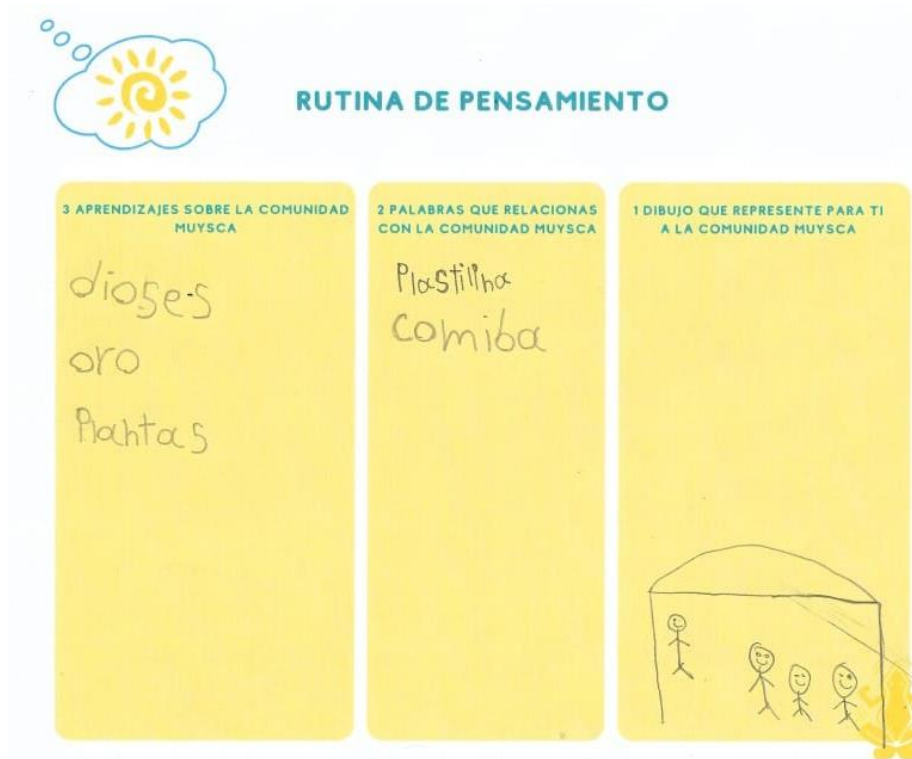 RUTINA DE PENSAMIENTO
3 APRENDIZAJES SOBRE LA COMUNIDAD
MUYSCA
dioses
oro
Plantas
2 PALABRAS QUE RELACIONAS
CON LA COMUNIDAD MUYSCA
Plastilina
comiba
1 DIBUJO QUE REPRESENTE PARA TI
A LA COMUNIDAD MUYSCA